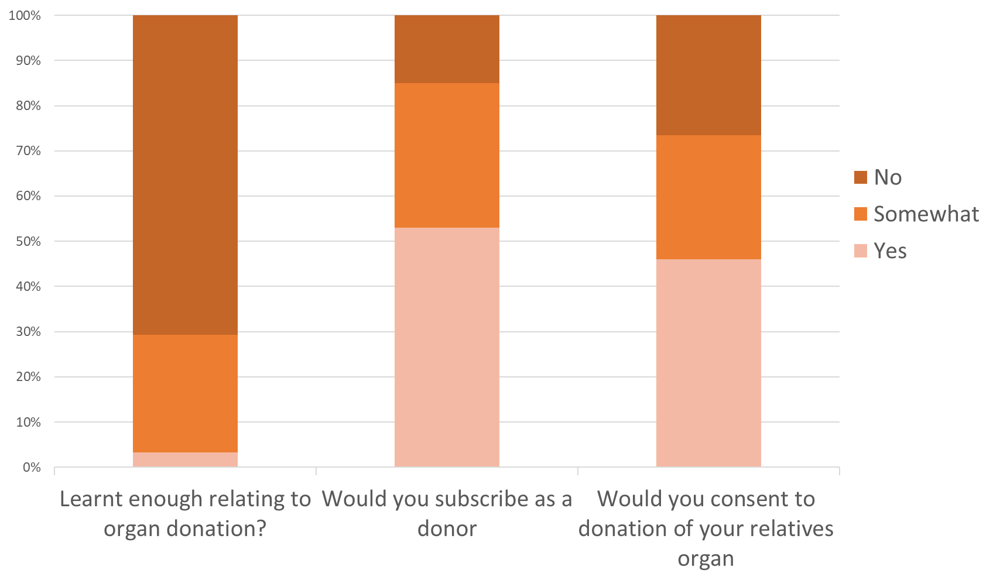 100%
90%
80%
70%
60%
50%
40%
30%
20%
10%
0%
Learnt enough relating to
organ donation?
Would you subscribe as a
donor
Would you consent to
donation of your relatives
organ
No
Somewhat
Yes